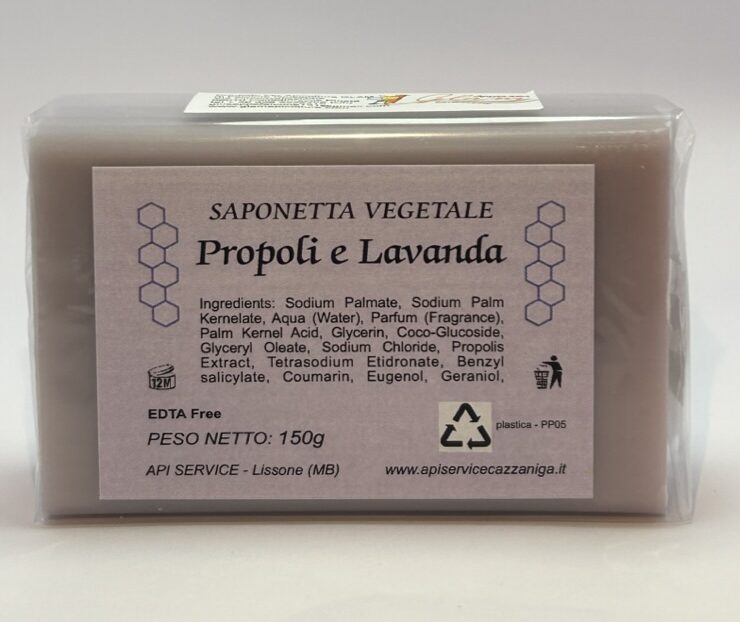 SAPONETTA VEGETALE
Propoli e Lavanda
Ingredients: Sodium Palmate, Sodium Palm
Kernelate, Aqua (Water), Parfum (Fragrance),
Palm Kernel Acid, Glycerin, Coco-Glucoside,
Glyceryl Oleate, Sodium Chloride, Propolis
Extract, Tetrasodium Etidronate, Benzyl
salicylate, Coumarin, Eugenol, Geraniol,
12M
EDTA Free
PESO NETTO: 150g
plastica - PP05
API SERVICE - Lissone (MB)
www.apiservicecazzaniga.it